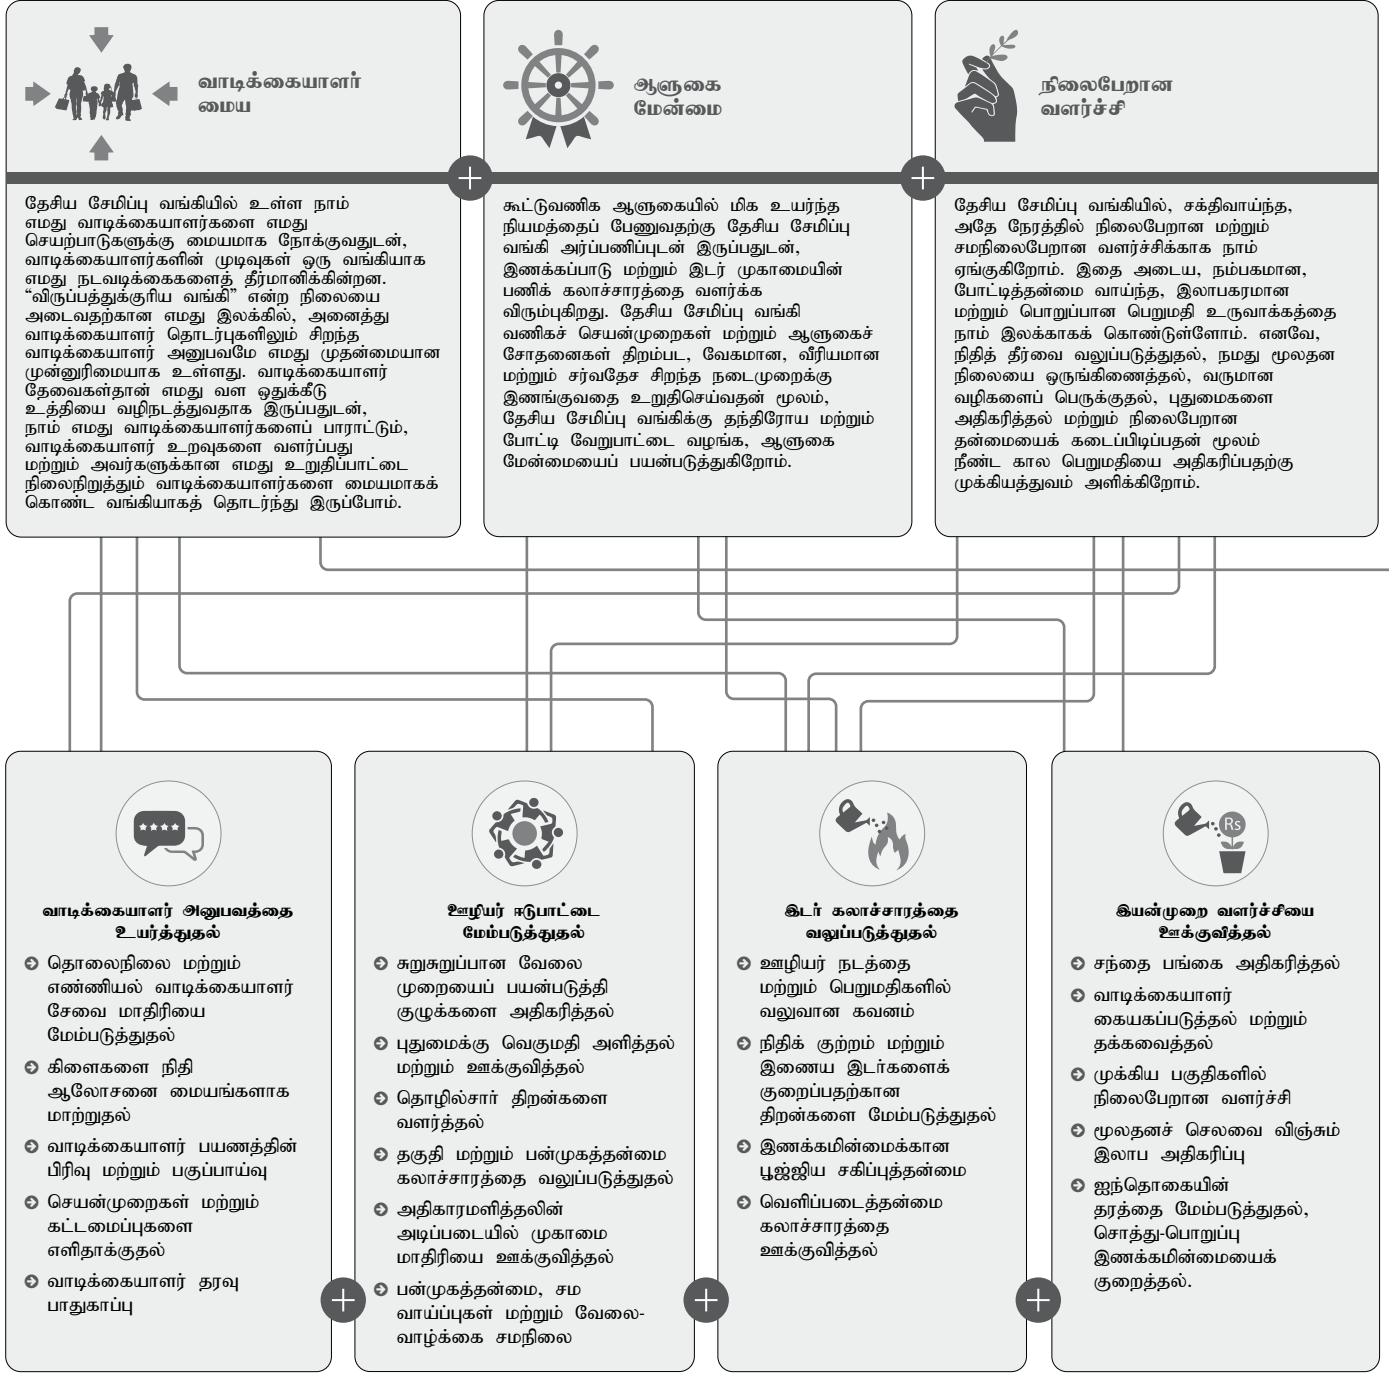 வாடிக்கையாளர்
மைய
ஆளுகை
மேன்மை
நிலைபேறான
வளர்ச்சி
தேசிய சேமிப்பு வங்கியில் உள்ள நாம்
எமது வாடிக்கையாளர்களை எமது
செயற்பாடுகளுக்கு மையமாக நோக்குவதுடன்,
வாடிக்கையாளர்களின் முடிவுகள் ஒரு வங்கியாக
எமது நடவடிக்கைகளைத் தீர்மானிக்கின்றன.
“விருப்பத்துக்குரிய வங்கி” என்ற நிலையை
அடைவதற்கான எமது இலக்கில், அனைத்து
வாடிக்கையாளர் தொடர்புகளிலும் சிறந்த
வாடிக்கையாளர் அனுபவமே எமது முதன்மையான
முன்னுரிமையாக உள்ளது. வாடிக்கையாளர்
தேவைகள்தான் எமது வள ஒதுக்கீடு
உத்தியை வழிநடத்துவதாக இருப்பதுடன்,
நாம் எமது வாடிக்கையாளர்களைப் பாராட்டும்,
வாடிக்கையாளர் உறவுகளை வளர்ப்பது
மற்றும் அவர்களுக்கான எமது உறுதிப்பாட்டை
நிலைநிறுத்தும் வாடிக்கையாளர்களை மையமாகக்
கொண்ட வங்கியாகத் தொடர்ந்து இருப்போம்.
கூட்டுவணிக ஆளுகையில் மிக உயர்ந்த
நியமத்தைப் பேணுவதற்கு தேசிய சேமிப்பு
வங்கி அர்ப்பணிப்புடன் இருப்பதுடன்,
இணக்கப்பாடு மற்றும் இடர் முகாமையின்
பணிக் கலாச்சாரத்தை வளர்க்க
விரும்புகிறது. தேசிய சேமிப்பு வங்கி
வணிகச் செயன்முறைகள் மற்றும் ஆளுகைச்
சோதனைகள் திறம்பட, வேகமான, வீரியமான
மற்றும் சர்வதேச சிறந்த நடைமுறைக்கு
இணங்குவதை உறுதிசெய்வதன் மூலம்,
தேசிய சேமிப்பு வங்கிக்கு தந்திரோய மற்றும்
போட்டி வேறுபாட்டை வழங்க, ஆளுகை
மேன்மையைப் பயன்படுத்துகிறோம்.
தேசிய சேமிப்பு வங்கியில், சக்திவாய்ந்த,
அதே நேரத்தில் நிலைபேறான மற்றும்
சமநிலைபேறான வளர்ச்சிக்காக நாம்
ஏங்குகிறோம். இதை அடைய, நம்பகமான,
போட்டித்தன்மை வாய்ந்த, இலாபகரமான
மற்றும் பொறுப்பான பெறுமதி உருவாக்கத்தை
நாம் இலக்காகக் கொண்டுள்ளோம். எனவே,
நிதித் தீர்வை வலுப்படுத்துதல், நமது மூலதன
நிலையை ஒருங்கிணைத்தல், வருமான
வழிகளைப் பெருக்குதல், புதுமைகளை
அதிகரித்தல் மற்றும் நிலைபேறான
தன்மையைக் கடைப்பிடிப்பதன் மூலம்
நீண்ட கால பெறுமதியை அதிகரிப்பதற்கு
முக்கியத்துவம் அளிக்கிறோம்.
வாடிக்கையாளர் அனுபவத்தை
உயர்த்துதல்
தொலைநிலை மற்றும்
எண்ணியல் வாடிக்கையாளர்
சேவை மாதிரியை
மேம்படுத்துதல்
கிளைகளை நிதி
ஆலோசனை மையங்களாக
மாற்றுதல்
வாடிக்கையாளர் பயணத்தின்
பிரிவு மற்றும் பகுப்பாய்வு
செயன்முறைகள் மற்றும்
கட்டமைப்புகளை
எளிதாக்குதல்
வாடிக்கையாளர் தரவு
பாதுகாப்பு
ஊழியர் ஈடுபாட்டை
மேம்படுத்துதல்
சுறுசுறுப்பான வேலை
முறையைப் பயன்படுத்தி
குழுக்களை அதிகரித்தல்
புதுமைக்கு வெகுமதி அளித்தல்
மற்றும் ஊக்குவித்தல்
தொழில்சார் திறன்களை
வளர்த்தல்
தகுதி மற்றும் பன்முகத்தன்மை
கலாச்சாரத்தை வலுப்படுத்துதல்
அதிகாரமளித்தலின்
அடிப்படையில் முகாமை
மாதிரியை ஊக்குவித்தல்
பன்முகத்தன்மை, சம
வாய்ப்புகள் மற்றும் வேலை-
வாழ்க்கை சமநிலை
இடர் கலாச்சாரத்தை
வலுப்படுத்துதல்
ஊழியர் நடத்தை
மற்றும் பெறுமதிகளில்
வலுவான கவனம்
நிதிக் குற்றம் மற்றும்
இணைய இடர்களைக்
குறைப்பதற்கான
திறன்களை மேம்படுத்துதல்
இணக்கமின்மைக்கான
பூஜ்ஜிய சகிப்புத்தன்மை
வெளிப்படைத்தன்மை
கலாச்சாரத்தை
ஊக்குவித்தல்
Rs
இயன்முறை வளர்ச்சியை
ஊக்குவித்தல்
சந்தை பங்கை அதிகரித்தல்
வாடிக்கையாளர்
கையகப்படுத்தல் மற்றும்
தக்கவைத்தல்
முக்கிய பகுதிகளில்
நிலைபேறான வளர்ச்சி
மூலதனச் செலவை விஞ்சும்
இலாப அதிகரிப்பு
ஐந்தொகையின்
தரத்தை மேம்படுத்துதல்,
சொத்து-பொறுப்பு
இணக்கமின்மையைக்
குறைத்தல்.